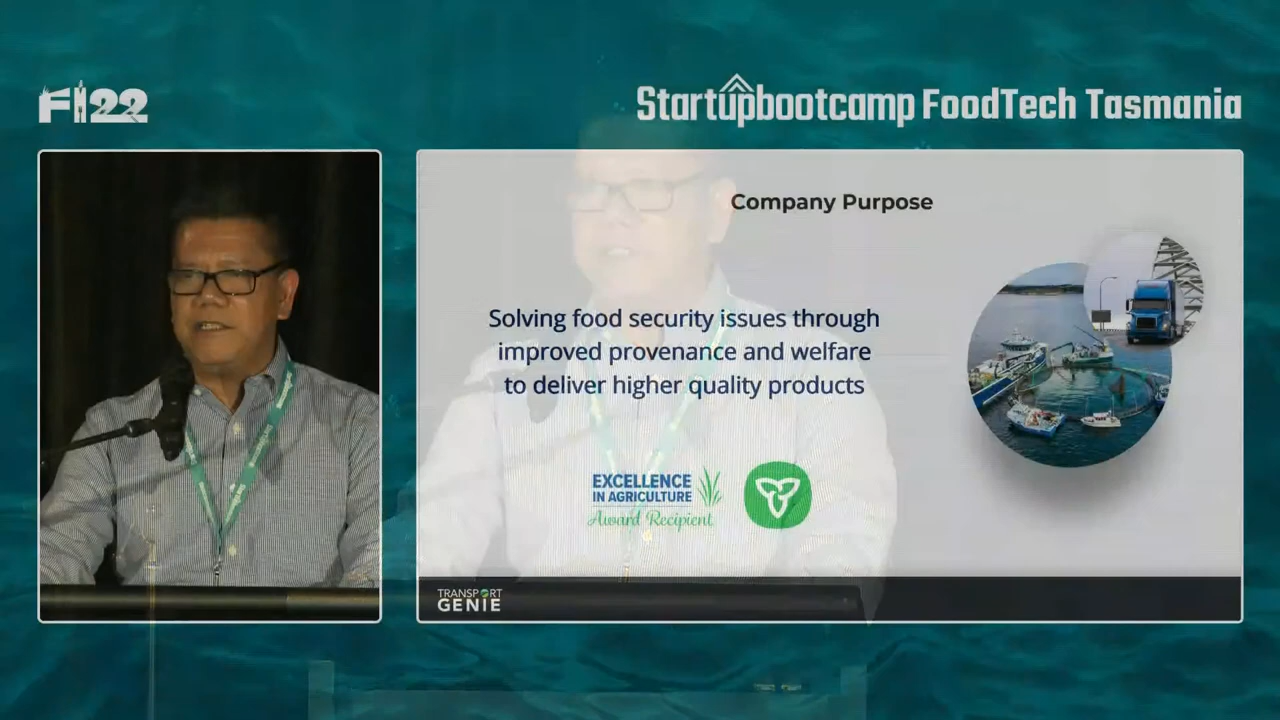 FI22
Startupbootcamp FoodTech Tasmania
Company Purpose
Solving food security issues through
improved provenance and welfare
to deliver higher quality products
EXCELLENCE
IN AGRICULTURE
Award Recipient
TRANSPORT
GENIE